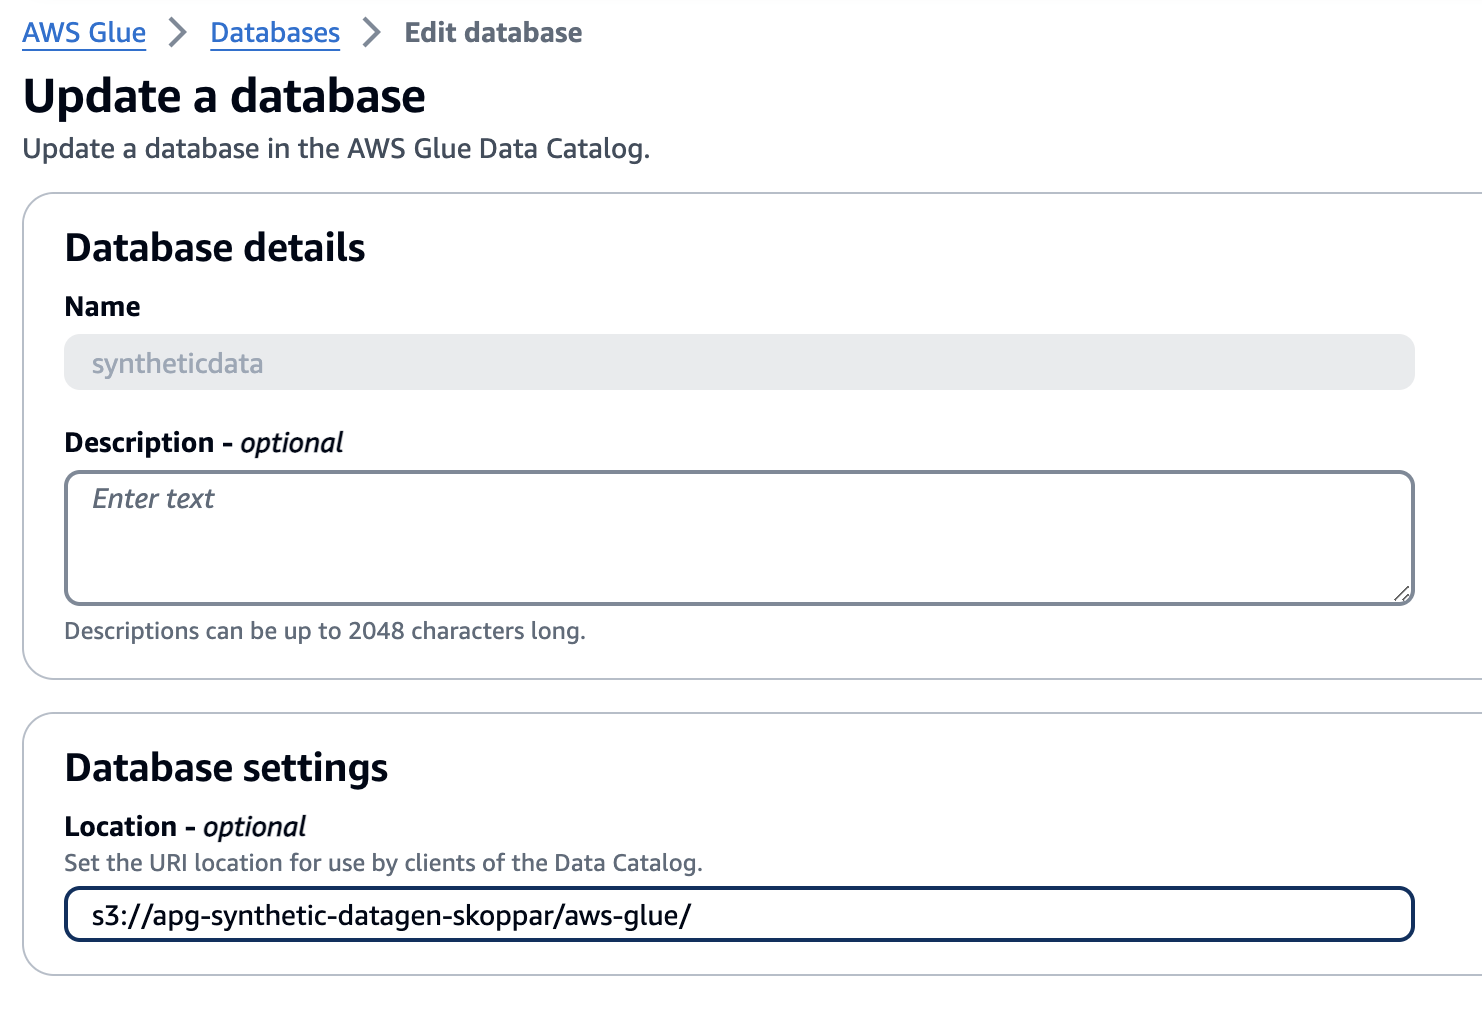 AWS Glue > Databases > Edit database
Update a database
Update a database in the AWS Glue Data Catalog.
Database details
Name
syntheticdata
Description - optional
Enter text
Descriptions can be up to 2048 characters long.
Database settings
Location - optional
Set the URI location for use by clients of the Data Catalog.
s3://apg-synthetic-datagen-skoppar/aws-glue/